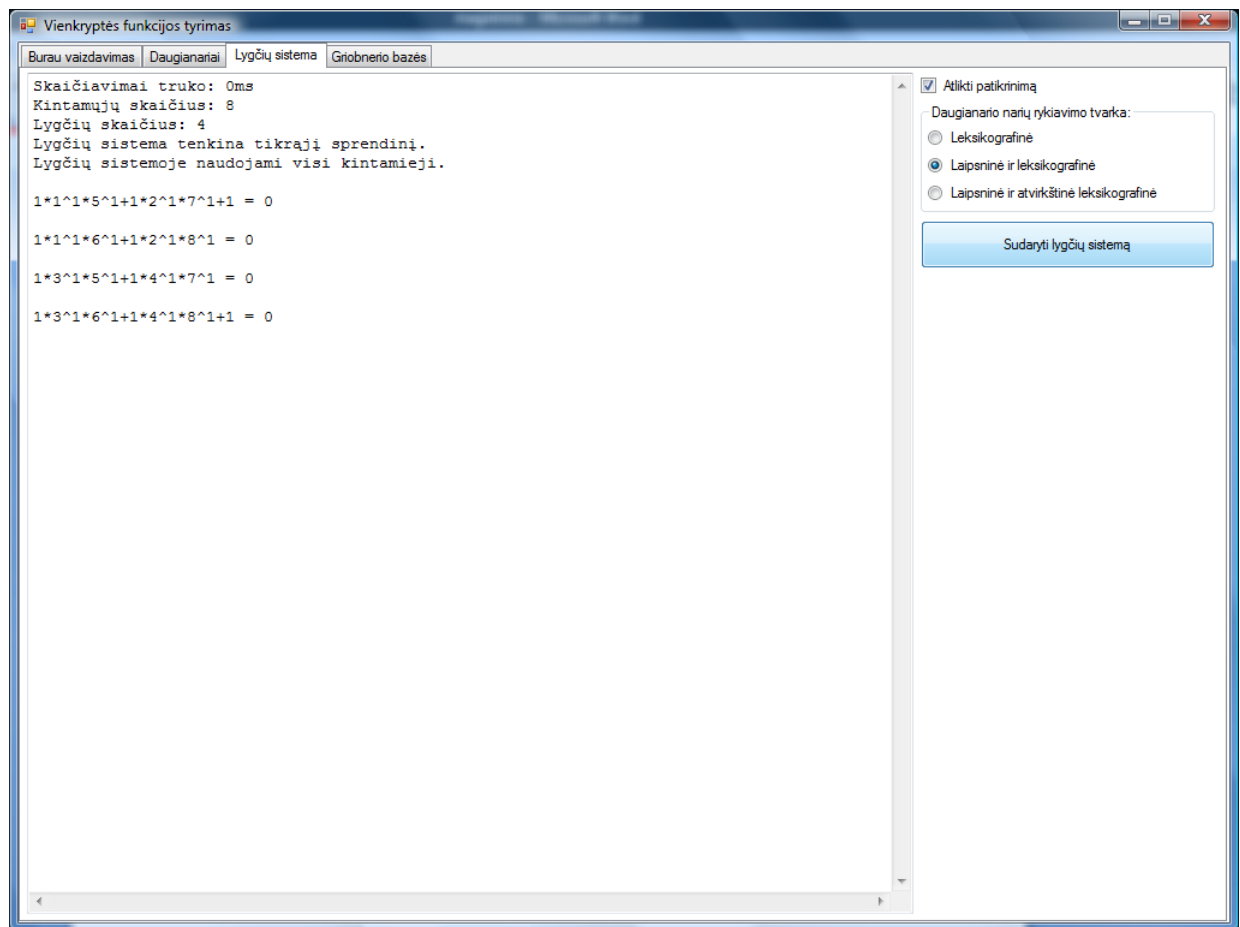 Vienkryptės funkcijos tyrimas
Burau vaizdavimas Daugianariai Lygčių sistema Griobnerio bazės
Skaičiavimai truko: 0ms
Kintamųjų skaičius: 8
Lygčių skaičius: 4
Lygčių sistema tenkina tikrąjį sprendinį.
Lygčių sistemoje naudojami visi kintamieji.
1*1^1*5^1+1*2^1*7^1+1 = 0
1*1^1*6^1+1*2^1*8^1 = 0
1*3^1*5^1+1*4^1*7^1 = 0
1*3^1*6^1+1*4^1*8^1+1 = 0
Atlikti patikrinimą
Daugianario narių rykiavimo tvarka:
Leksikografinė
Laipsninė ir leksikografinė
Laipsninė ir atvirkštinė leksikografinė
Sudaryti lygčių sistemą